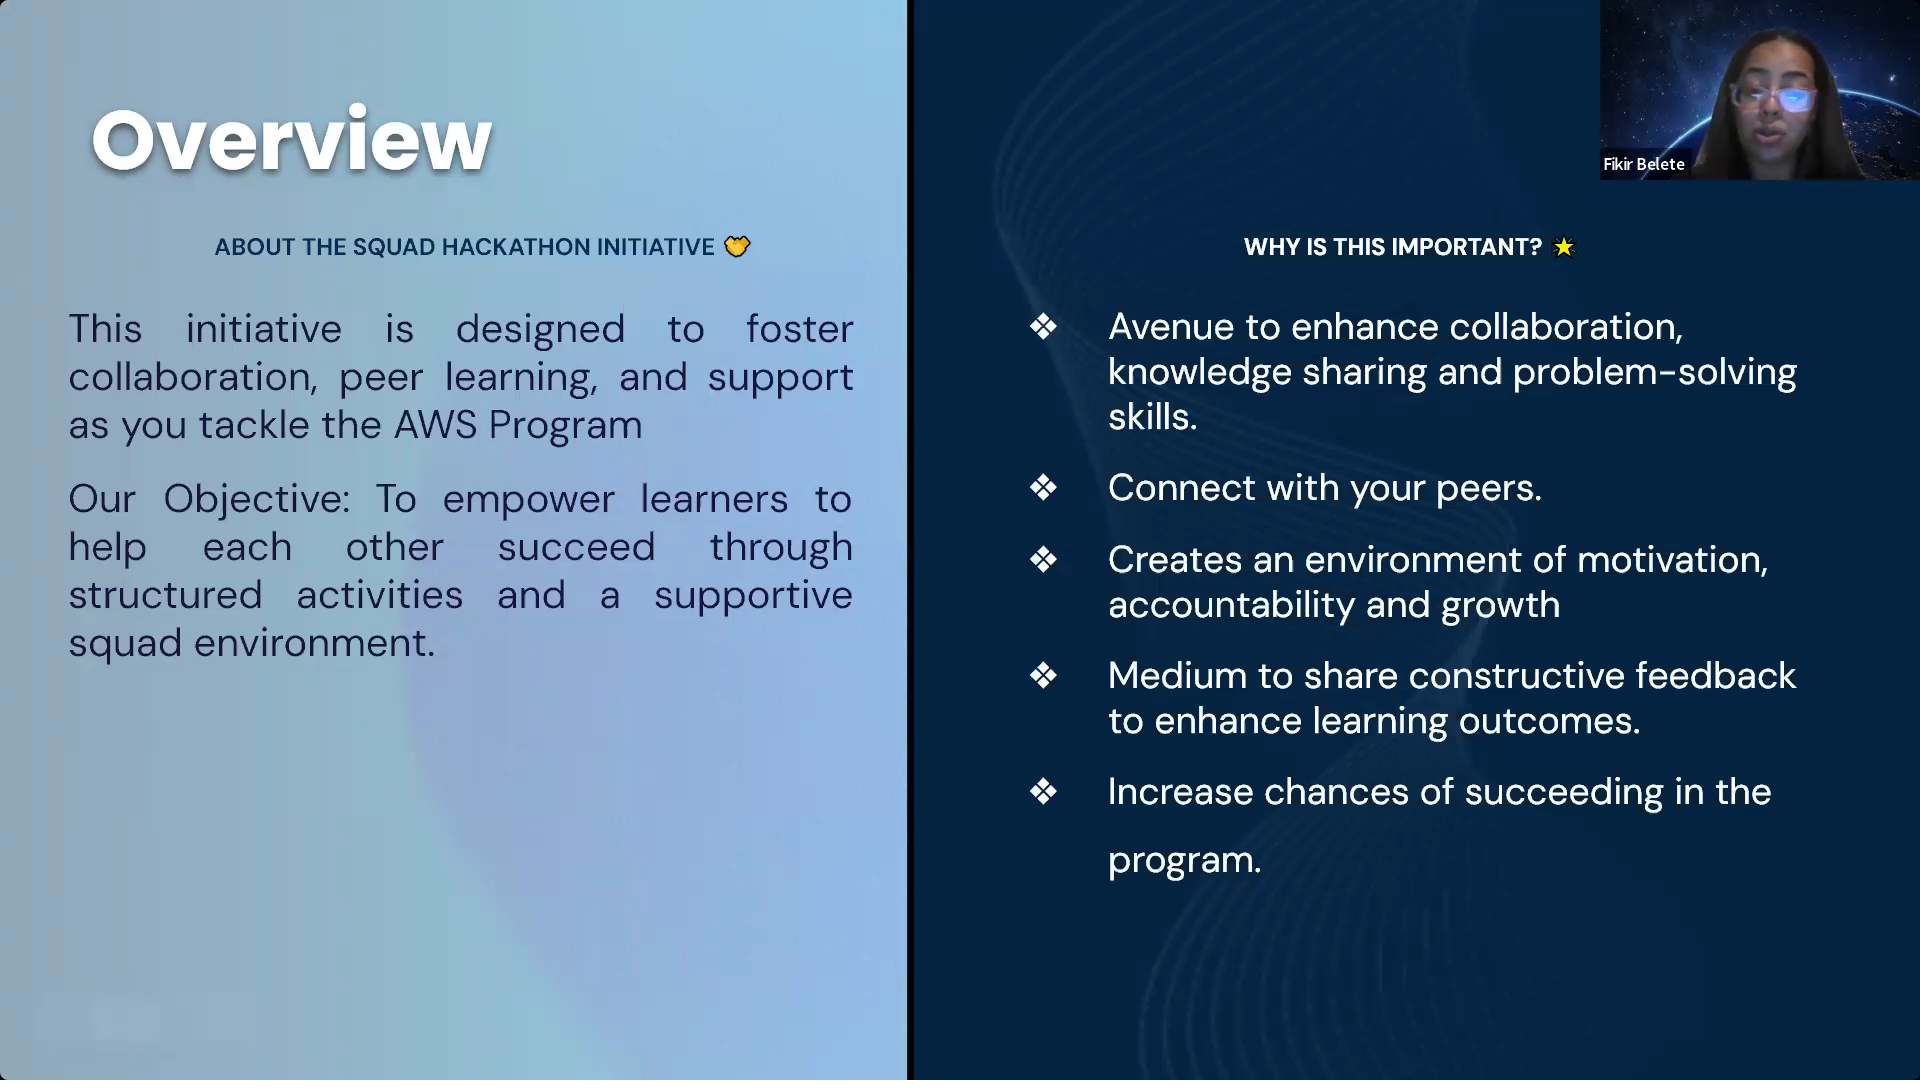 Overview
ABOUT THE SQUAD HACKATHON INITIATIVE
This initiative is designed to foster
collaboration, peer learning, and support
as you tackle the AWS Program
Our Objective: To empower learners to
help each other succeed through
structured activities and a supportive
squad environment.
Fikir Belete
WHY IS THIS IMPORTANT?
❖ Avenue to enhance collaboration,
knowledge sharing and problem-solving
skills.
❖ Connect with your peers.
❖ Creates an environment of motivation,
accountability and growth
❖ Medium to share constructive feedback
to enhance learning outcomes.
❖ Increase chances of succeeding in the
program.